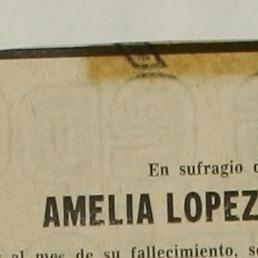 En sufragio
AMELIA LOPEZ
al mes de su fallecimiento,